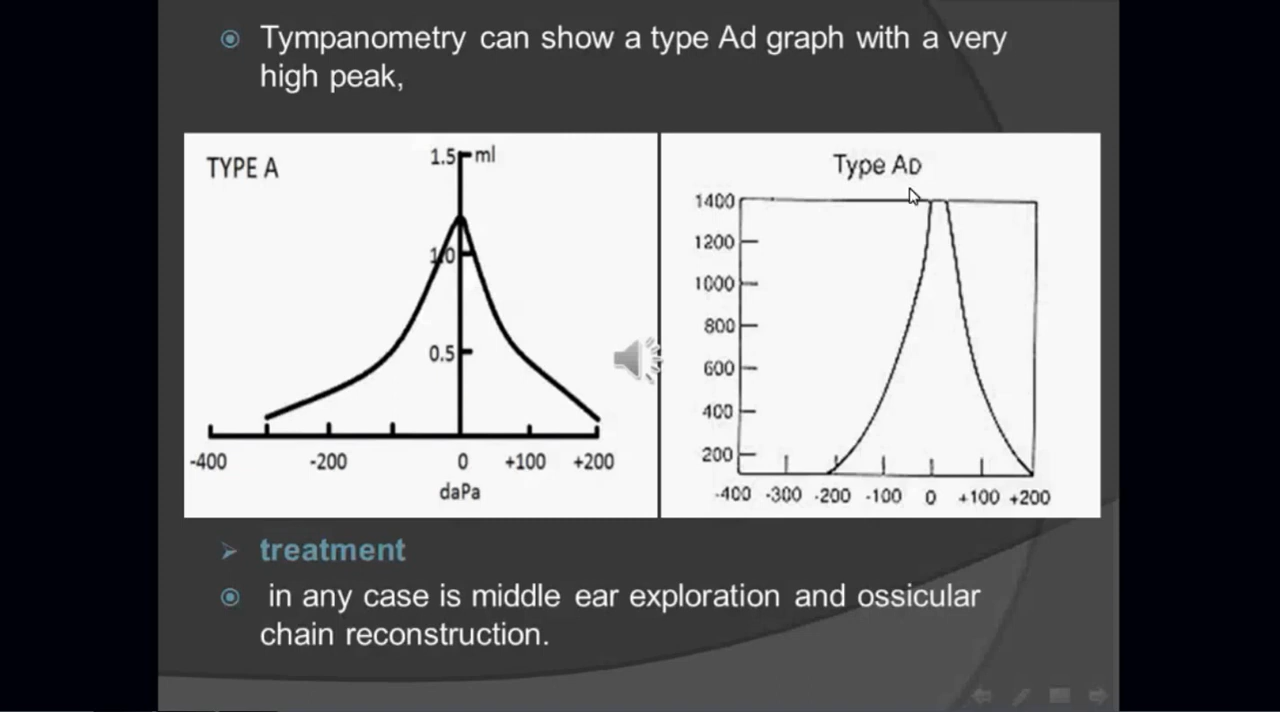 Tympanometry can show a type Ad graph with a very
high peak,
TYPE A
1.5 ml
1.0
0.5
-400 -200 0 +100 +200
daPa
Type AD
1400
1200
1000
800
600
400
200
-400 -300 -200 -100 0 +100 +200
treatment
in any case is middle ear exploration and ossicular
chain reconstruction.